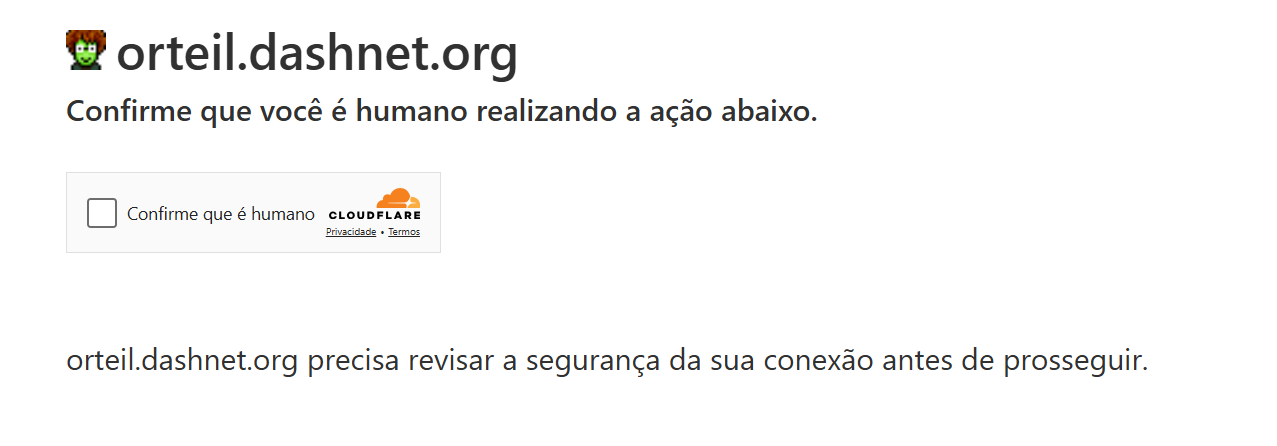 orteil.dashnet.org
Confirme que você é humano realizando a ação abaixo.
Confirme que é humano
CLOUDFLARE
Privacidade • Termos
orteil.dashnet.org precisa revisar a segurança da sua conexão antes de prosseguir.